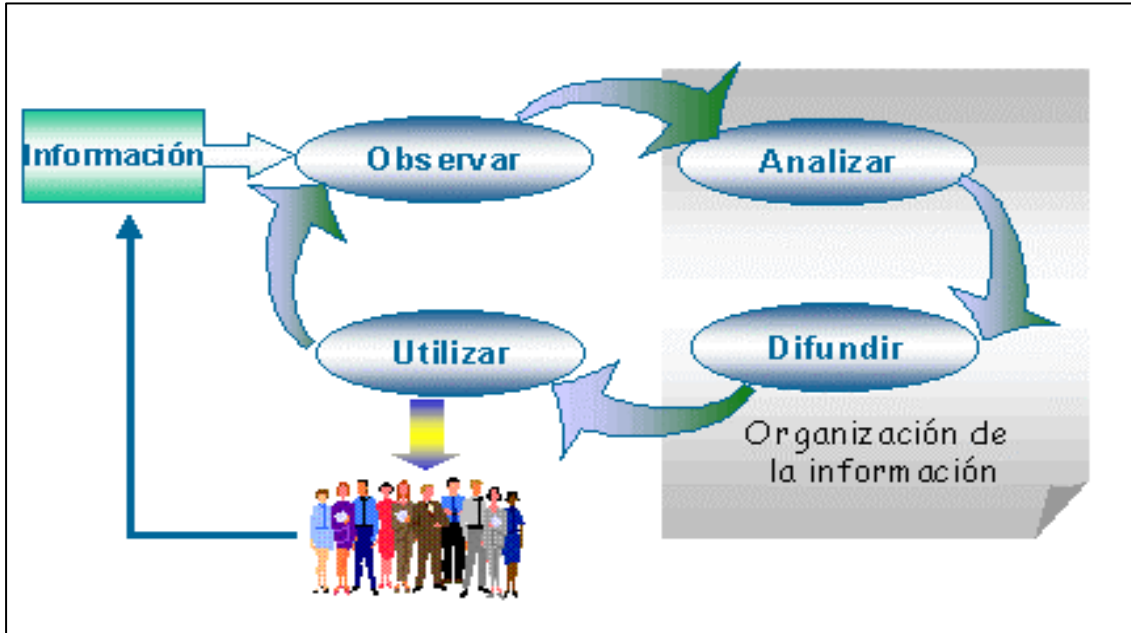 Información
Observar
Analizar
Utilizar
Difundir
Organización de
la información